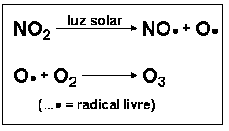 luz solar
NO₂ ⟶ NO• + O•
O• + O₂ ⟶ O₃
(...• = radical livre)